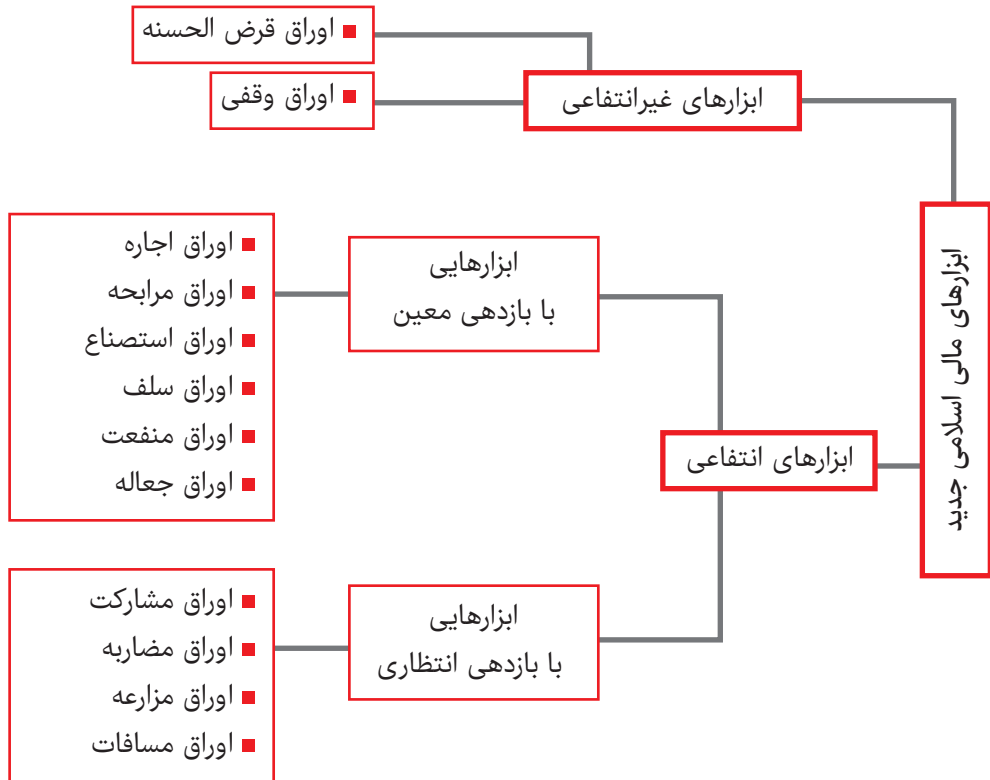 ابزارهای مالی اسلامی جدید
ابزارهای غیرانتفاعی
اوراق قرض الحسنه
اوراق وقفی
ابزارهای انتفاعی
ابزارهایی
با بازدهی معین
اوراق اجاره
اوراق مرابحه
اوراق استصناع
اوراق سلف
اوراق منفعت
اوراق جعاله
ابزارهایی
با بازدهی انتظاری
اوراق مشارکت
اوراق مضاربه
اوراق مزارعه
اوراق مسافات